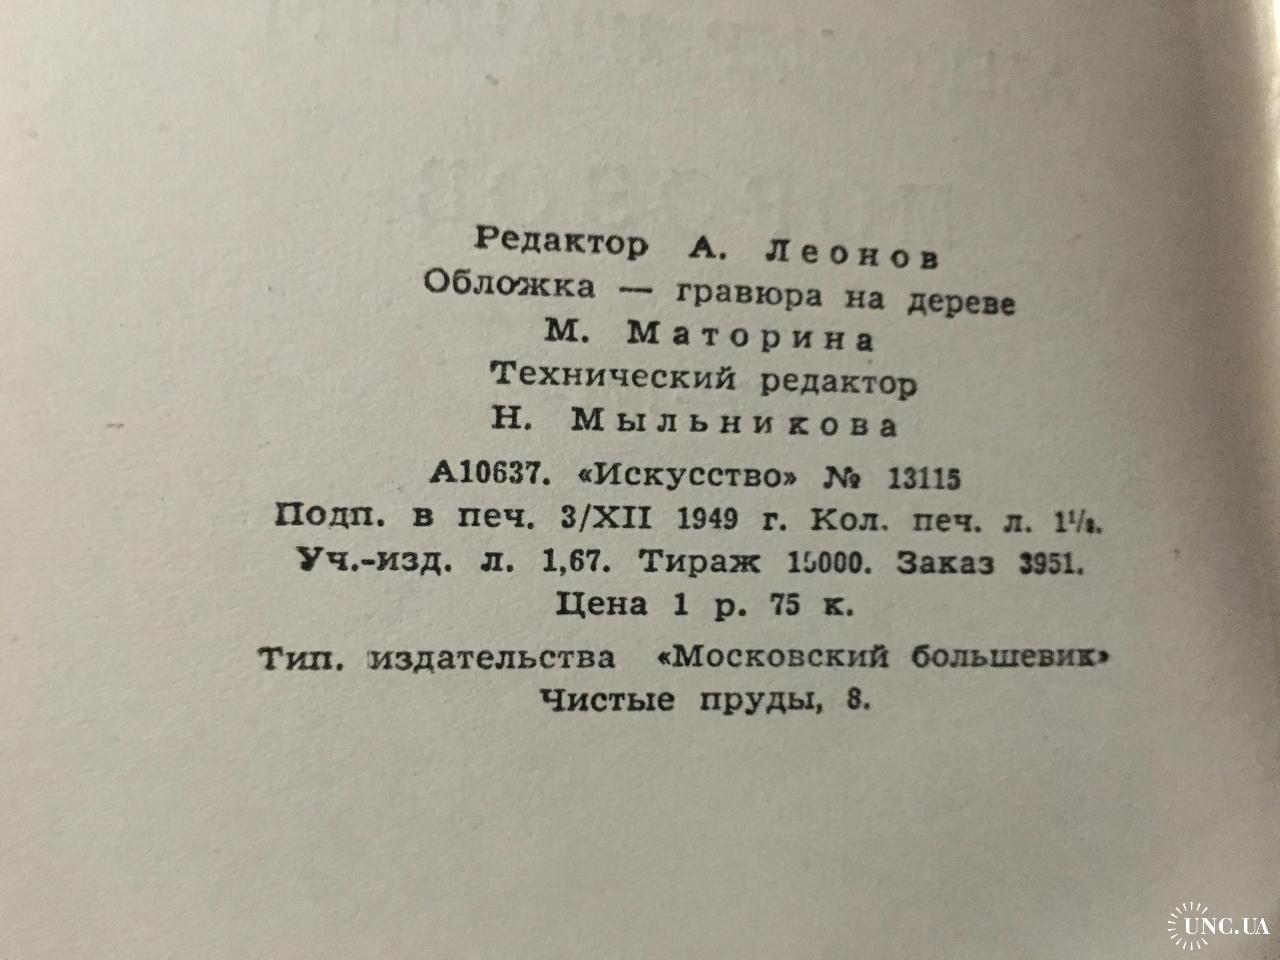 Редактор А. Леонов
Обложка — гравюра на дереве
М. Маторина
Технический редактор
Н. Мыльникова
А10637. «Искусство» № 13115
Подп. в печ. 3/XII 1949 г. Кол. печ. л.
Уч.-изд. л. 1,67. Тираж 15000. Заказ 3951.
Цена 1 р. 75 к.
Тип. издательства «Московский большевик»
Чистые пруды, 8.
UNC.UA